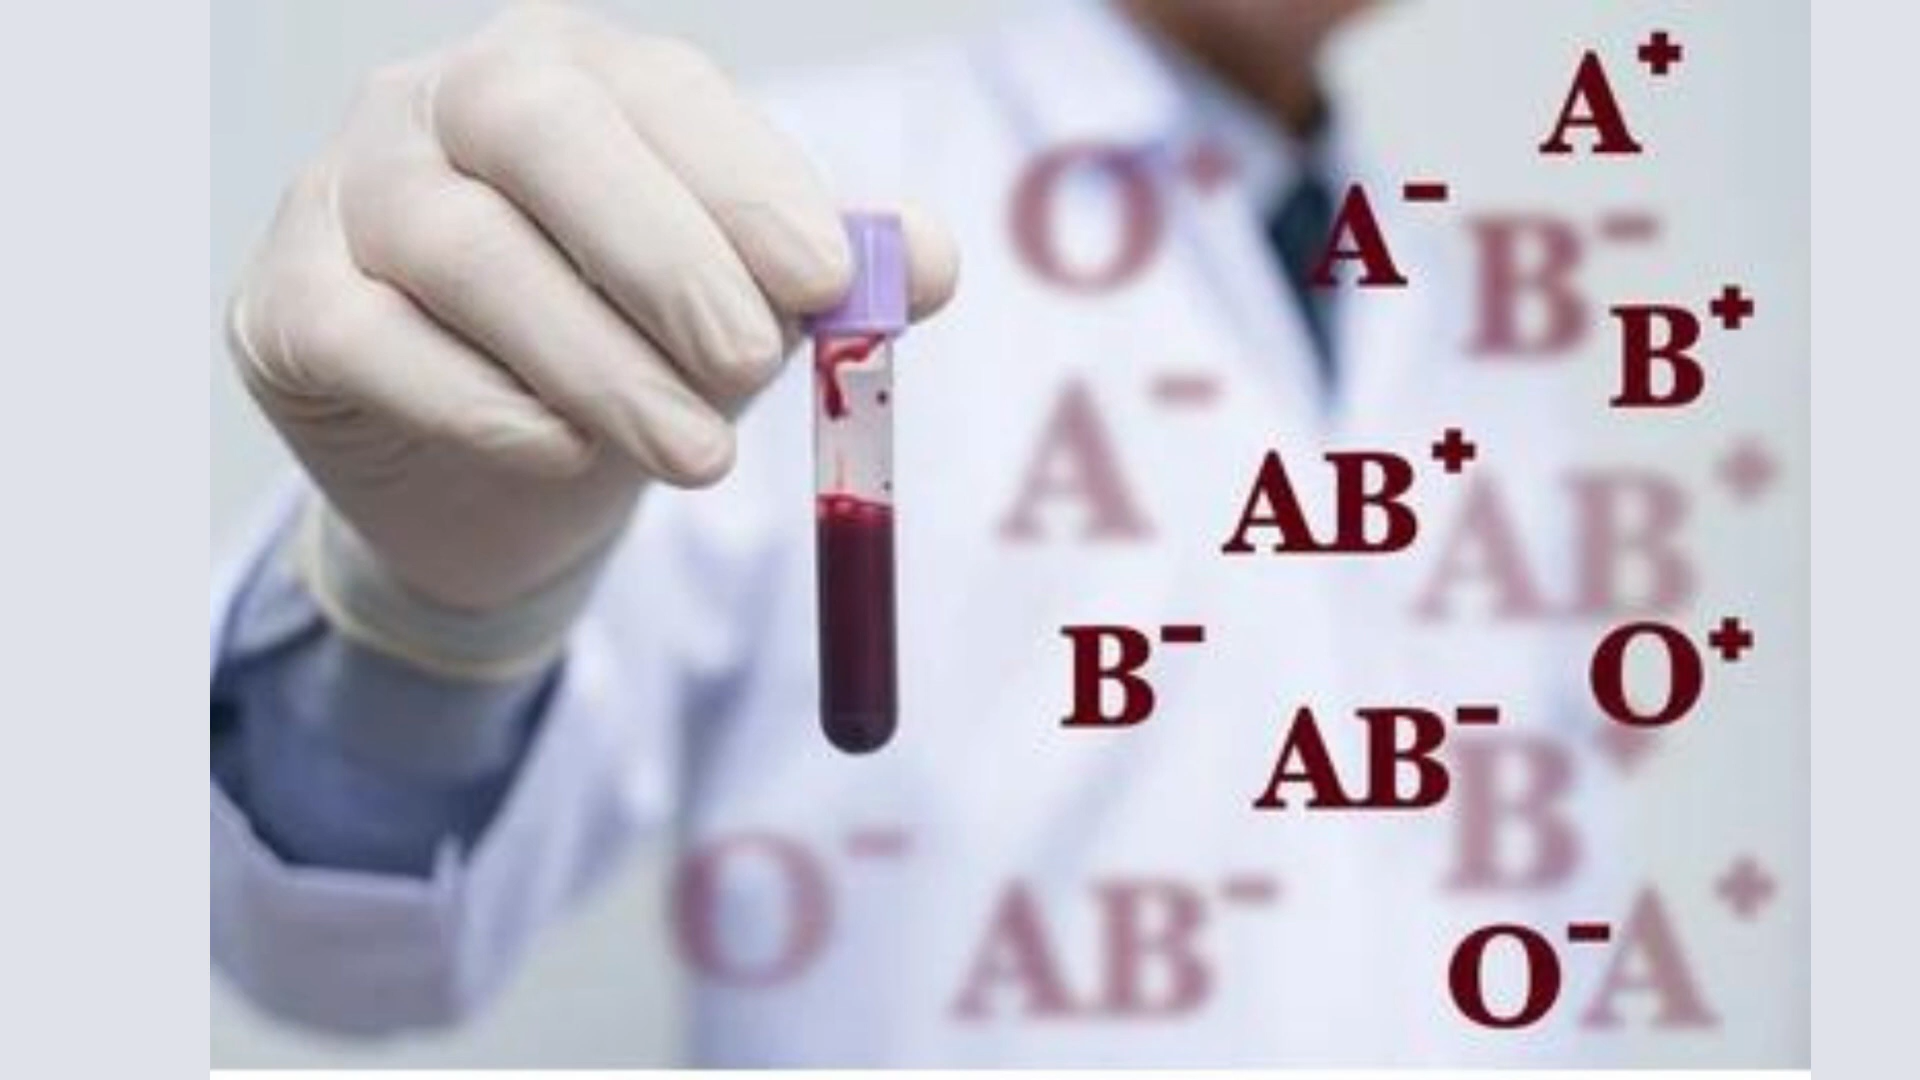 A+
O+
A-
B-
B+
A-
AB+
AB+
B-
O+
AB-
B+
O-
AB-
A+
O-